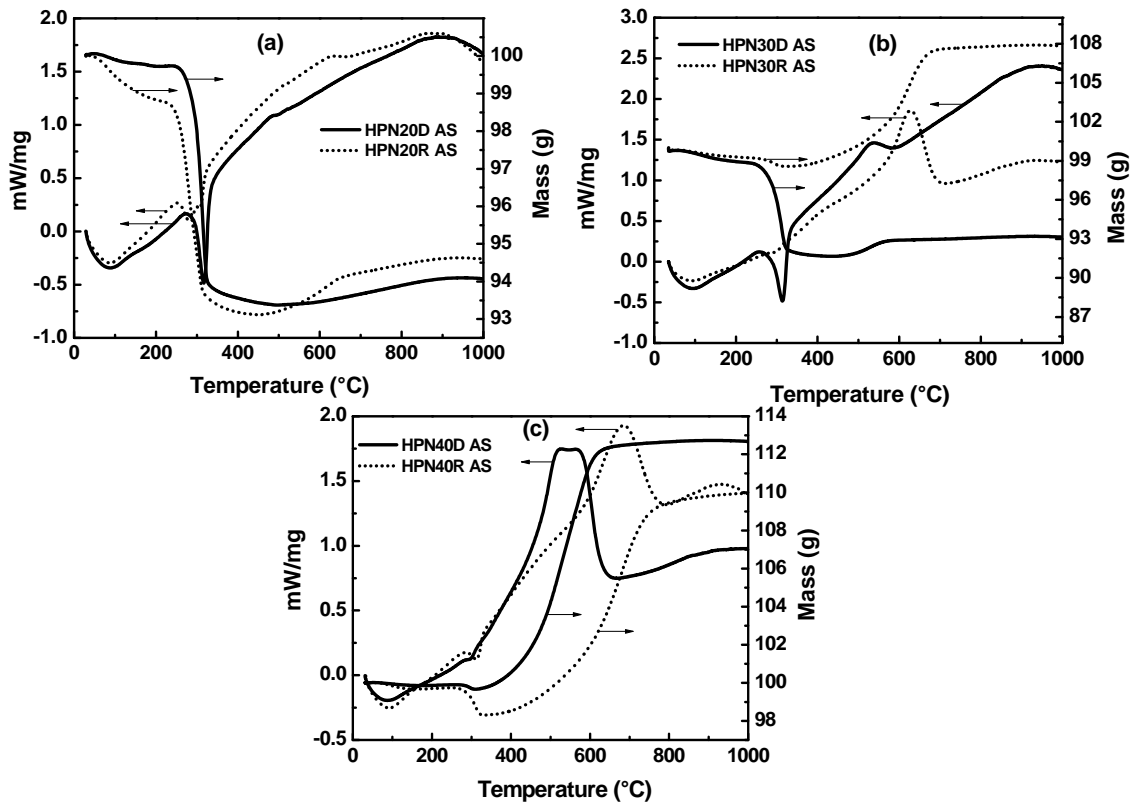 (a)
HPN20D AS
HPN20R AS
mW/mg
2.0
1.5
1.0
0.5
0.0
-0.5
-1.0
Mass (g)
100
99
98
97
96
95
94
93
0 200 400 600 800 1000
Temperature (°C)
(b)
HPN30D AS
HPN30R AS
mW/mg
3.0
2.5
2.0
1.5
1.0
0.5
0.0
-0.5
-1.0
Mass (g)
108
105
102
99
96
93
90
87
0 200 400 600 800 1000
Temperature (°C)
(c)
HPN40D AS
HPN40R AS
mW/mg
2.0
1.5
1.0
0.5
0.0
-0.5
Mass (g)
114
112
110
108
106
104
102
100
98
0 200 400 600 800 1000
Temperature (°C)